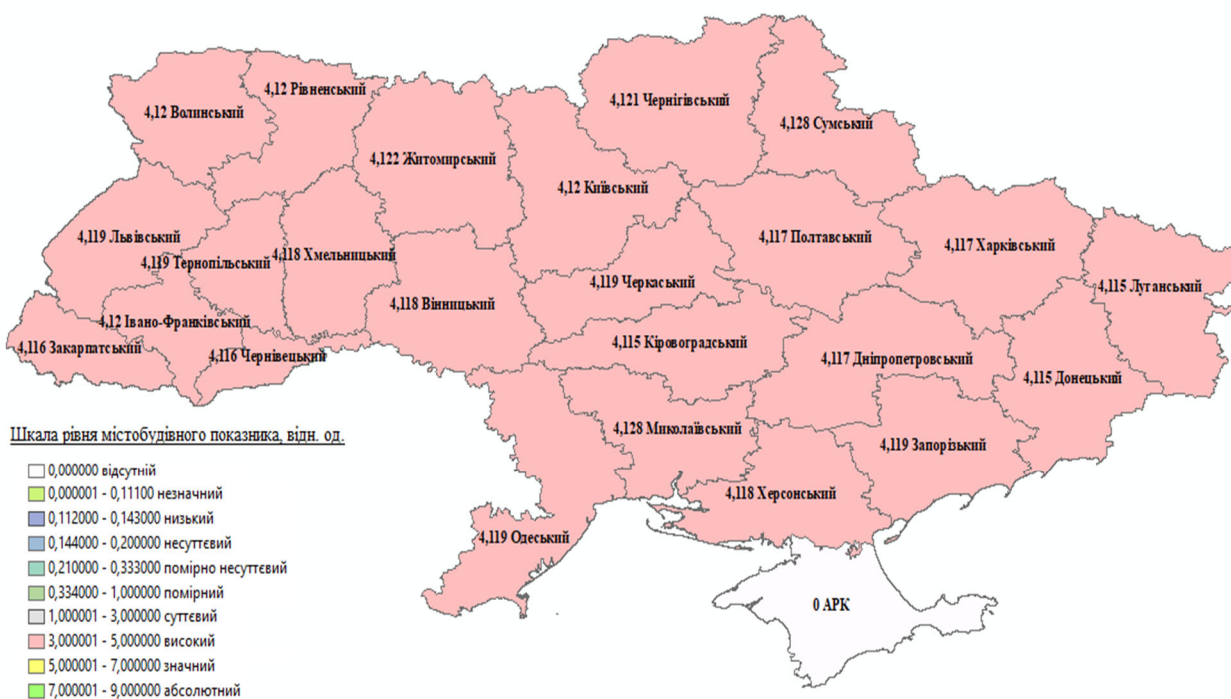 4,12 Рівненський
4,121 Чернігівський
4,12 Волинський
4,128 Сумський
4,122 Житомирський
4,12 Київський
4,119 Львівський
4,117 Полтавський
4,117 Харківський
4,118 Хмельницький
4,119 Тернопільський
4,119 Черкаський
4,115 Луганський
4,118 Вінницький
4,12 Івано-Франківський
4,115 Кіровоградський
4,116 Закарпатський
4,116 Чернівецький
4,117 Дніпропетровський
4,115 Донецький
4,128 Миколаївський
4,119 Запорізький
4,118 Херсонський
4,119 Одеський
0 АРК
Шкала рівня містобудівного показника, відн. од.
0,000000 відсутній
0,000001 - 0,11100 незначний
0,112000 - 0,143000 низький
0,144000 - 0,200000 несуттєвий
0,210000 - 0,333000 помірно несуттєвий
0,334000 - 1,000000 помірний
1,000001 - 3,000000 суттєвий
3,000001 - 5,000000 високий
5,000001 - 7,000000 значний
7,000001 - 9,000000 абсолютний